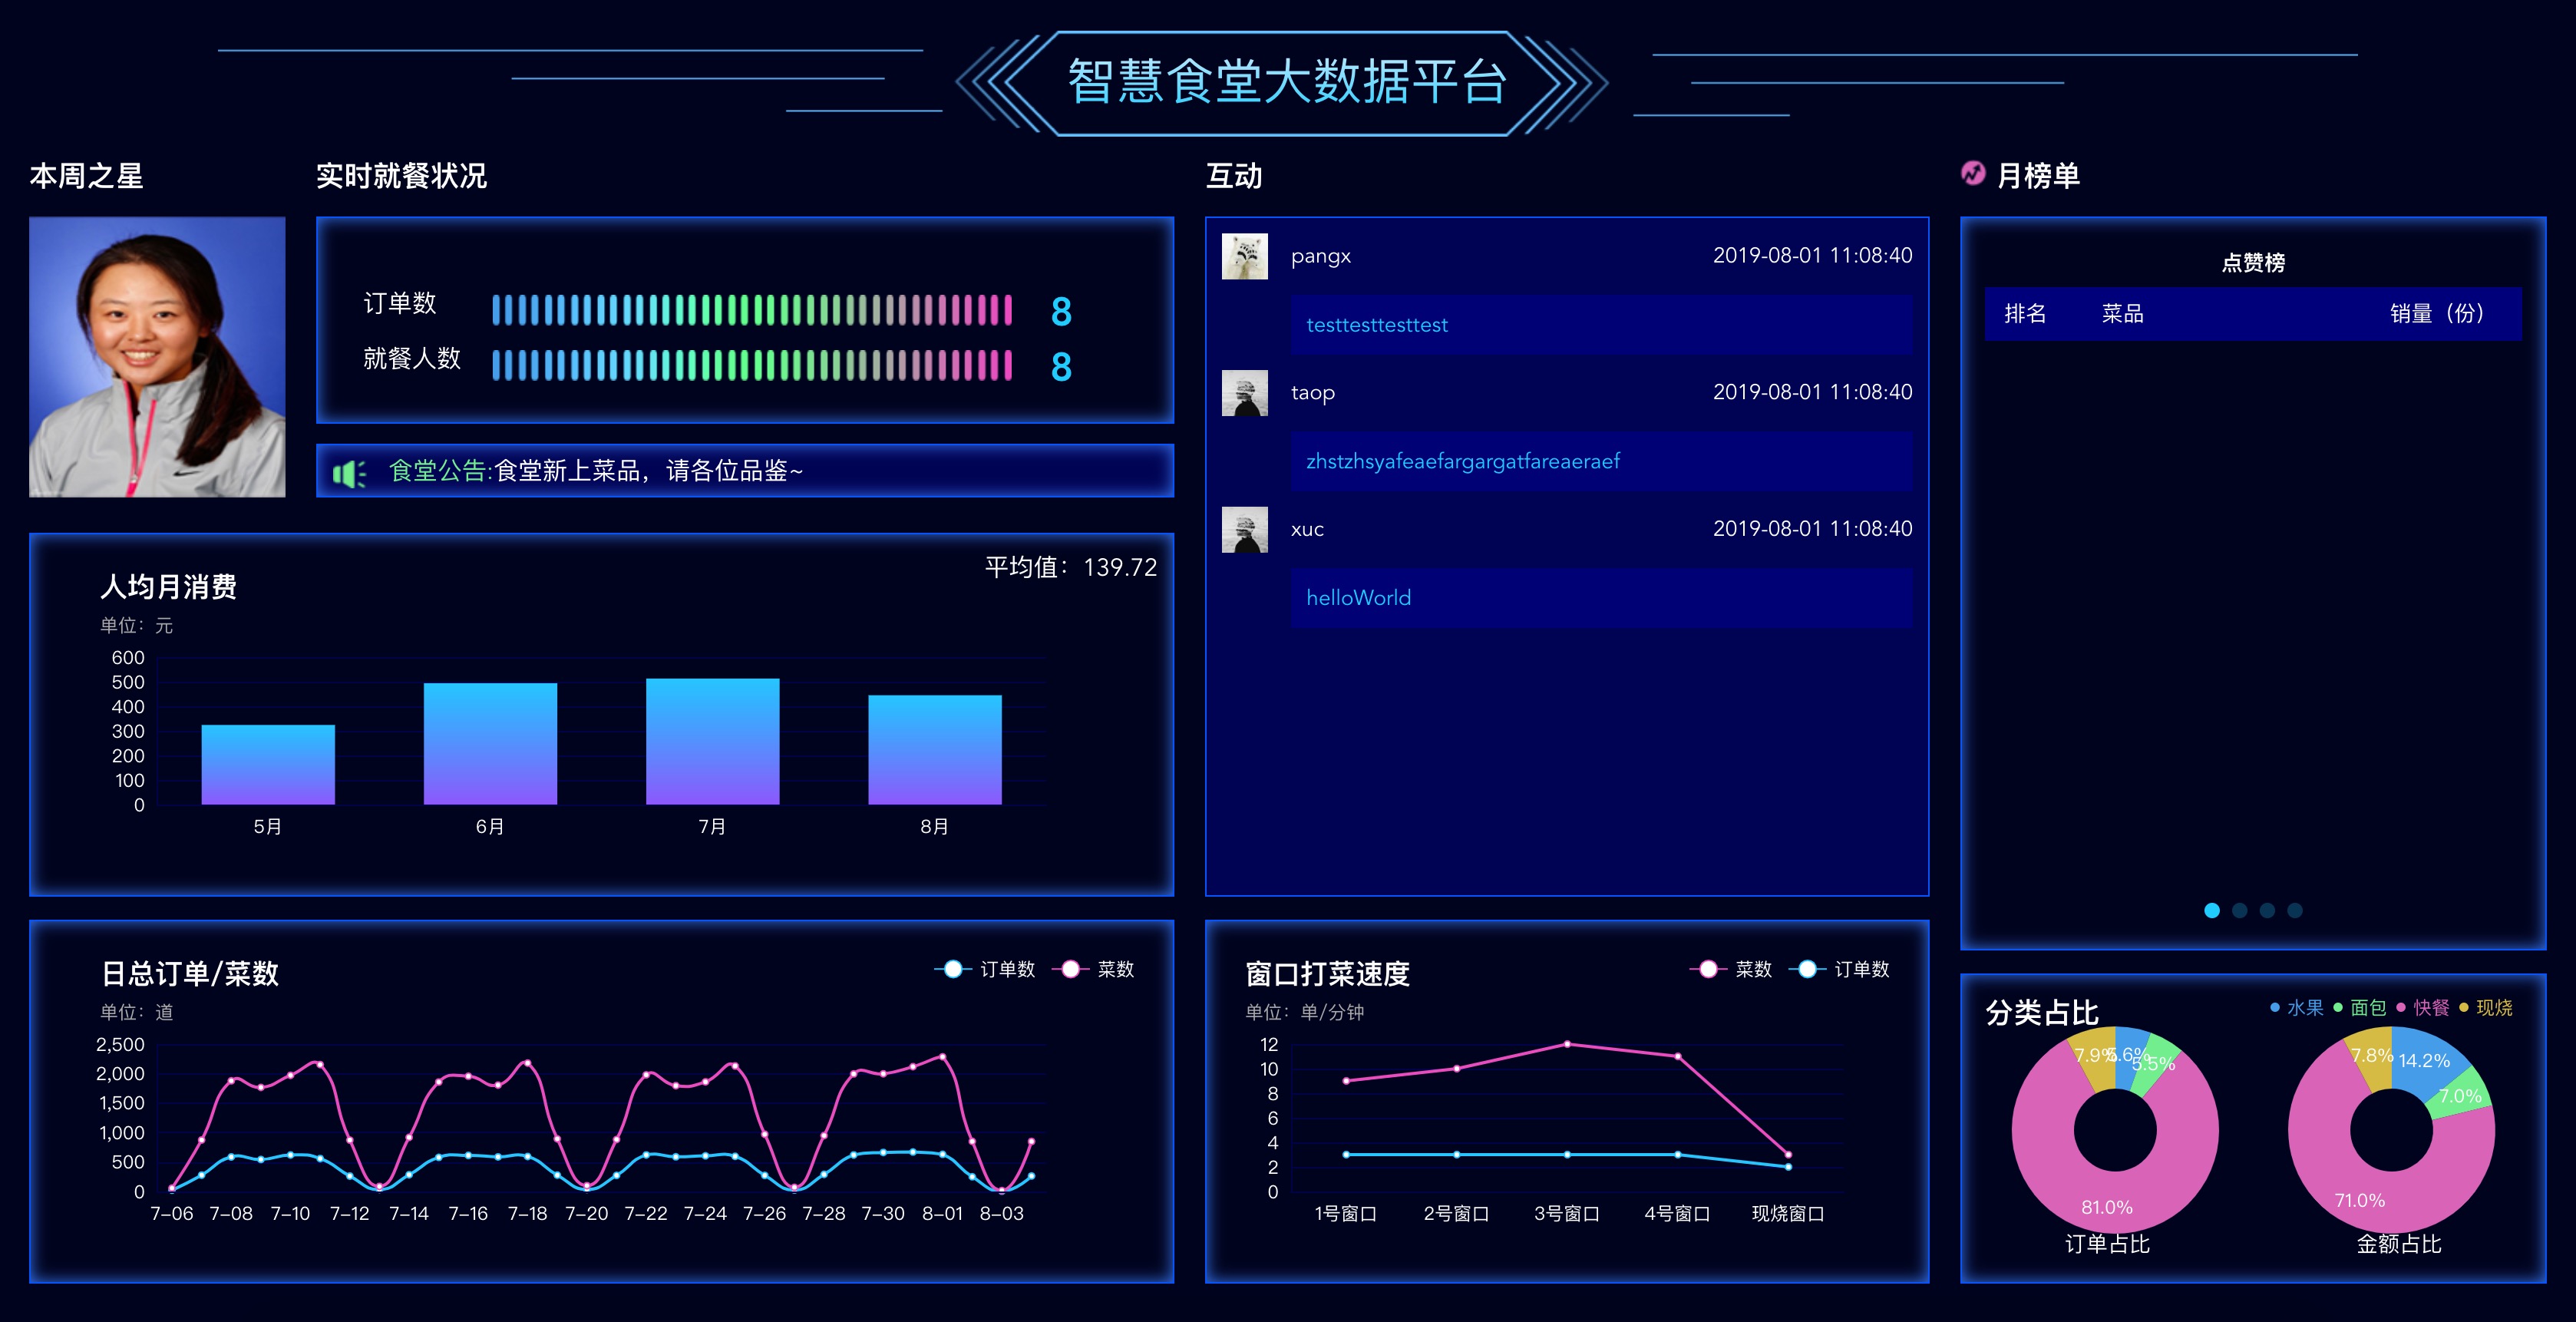 智慧食堂大数据平台
本周之星
实时就餐状况
订单数 8
就餐人数 8
食堂公告:食堂新上菜品，请各位品鉴~
人均月消费
平均值：139.72
单位：元
600
500
400
300
200
100
0
5月 6月 7月 8月
日总订单/菜数
订单数 菜数
单位：道
2,500
2,000
1,500
1,000
500
0
7-06 7-08 7-10 7-12 7-14 7-16 7-18 7-20 7-22 7-24 7-26 7-28 7-30 8-01 8-03
互动
pangx 2019-08-01 11:08:40
testtesttesttest
taop 2019-08-01 11:08:40
zhstzhsyafeaefargargatfareaeraef
xuc 2019-08-01 11:08:40
helloWorld
窗口打菜速度
菜数 订单数
单位：单/分钟
12
10
8
6
4
2
0
1号窗口 2号窗口 3号窗口 4号窗口 现烧窗口
月榜单
点赞榜
排名 菜品 销量（份）
分类占比
水果 面包 快餐 现烧
7.9% 5.6% 5.5%
81.0%
订单占比
7.8% 14.2%
7.0%
71.0%
金额占比